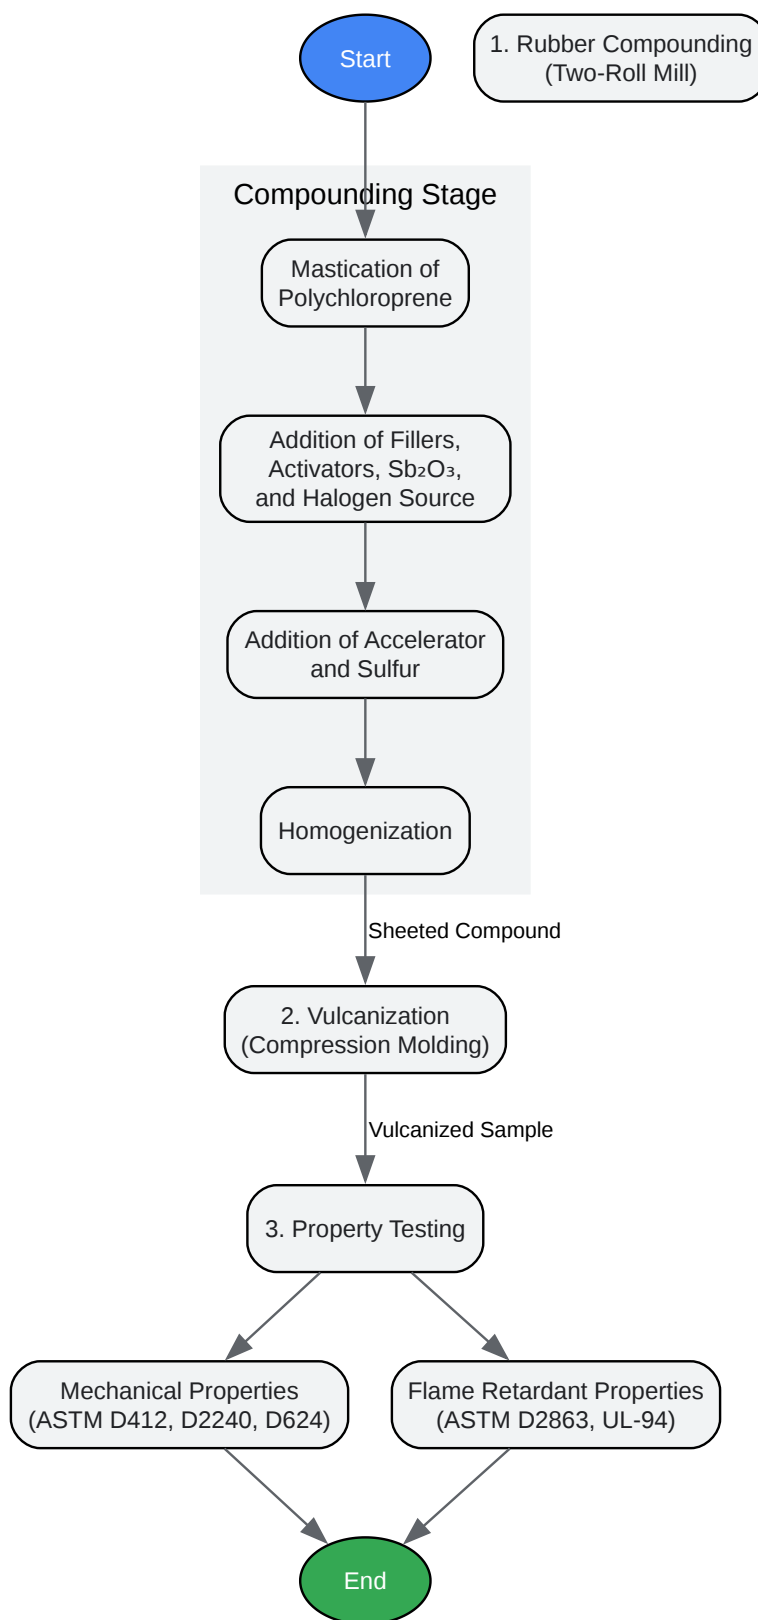 Start
1. Rubber Compounding
(Two-Roll Mill)
Compounding Stage
Mastication of
Polychloroprene
Addition of Fillers,
Activators, Sb₂O₃,
and Halogen Source
Addition of Accelerator
and Sulfur
Homogenization
Sheeted Compound
2. Vulcanization
(Compression Molding)
Vulcanized Sample
3. Property Testing
Mechanical Properties
(ASTM D412, D2240, D624)
Flame Retardant Properties
(ASTM D2863, UL-94)
End